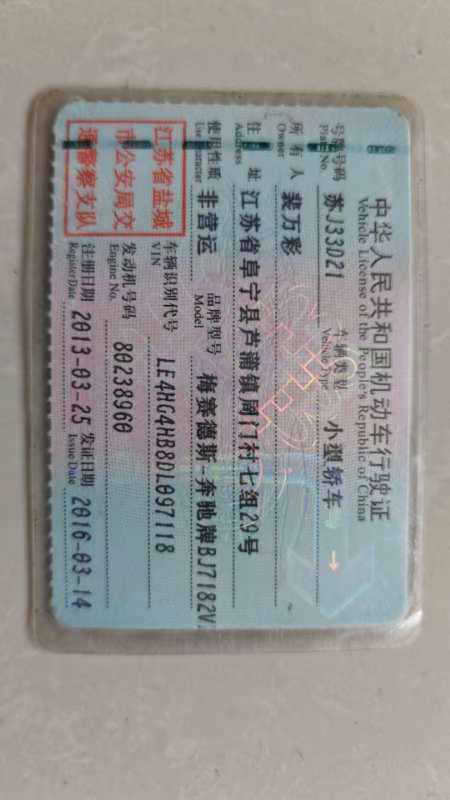 中华人民共和国机动车行驶证
Vehicle License of the People's Republic of China
号牌号码 苏J33D21 车辆类型 小型轿车
Plate No. Vehicle Type
所有人 裴万彩
Owner
住址 江苏省阜宁县芦蒲镇周门村七组29号
Address
使用性质 非营运 品牌型号 梅赛德斯-奔驰牌BJ7182V
Use Character Model
江苏省盐城
市公安局交
通警察支队
车辆识别代号 LE4HG4HB8DL097118
VIN
发动机号码 80238960
Engine No.
注册日期 2013-03-25 发证日期 2016-03-14
Register Date Issue Date